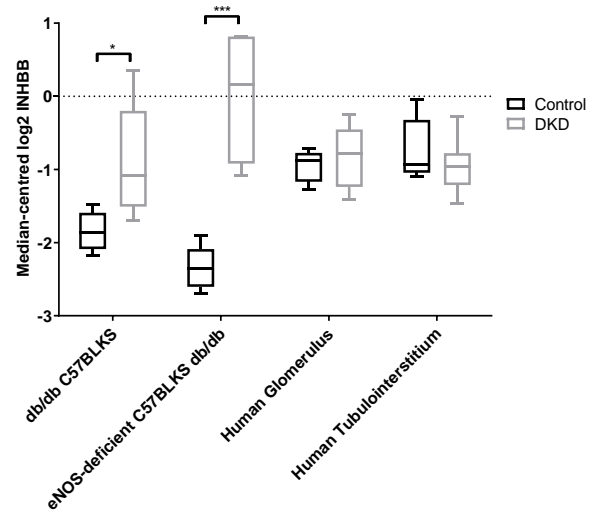 Median-centred log2 INHBB
1
0
-1
-2
-3
*
***
Control
DKD
db/db C57BLKS
eNOS-deficient C57BLKS db/db
Human Glomerulus
Human Tubulointerstitium